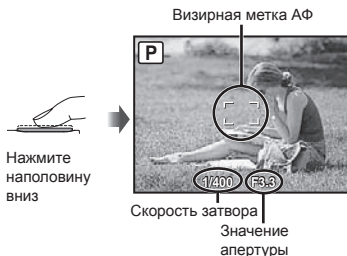 Визирная метка АФ
P
Нажмите
наполовину
вниз
1/400 F3.3
Скорость затвора
Значение
апертуры